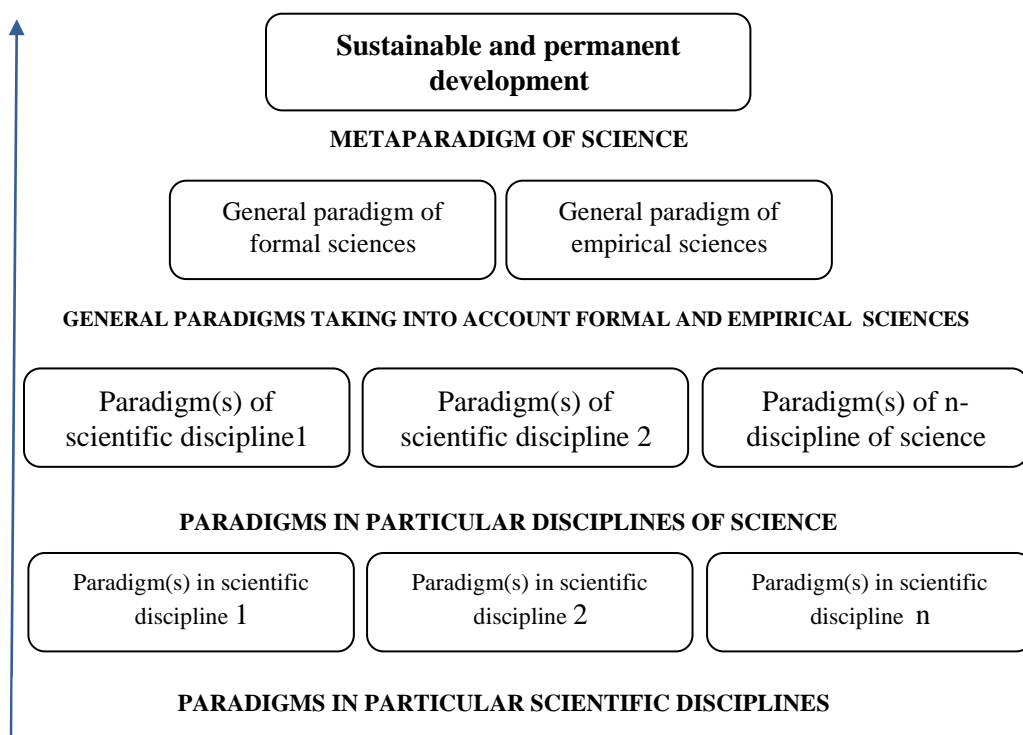 Sustainable and permanent
development
METAPARADIGM OF SCIENCE
General paradigm of
formal sciences
General paradigm of
empirical sciences
GENERAL PARADIGMS TAKING INTO ACCOUNT FORMAL AND EMPIRICAL SCIENCES
Paradigm(s) of
scientific discipline1
Paradigm(s) of
scientific discipline 2
Paradigm(s) of n-
discipline of science
PARADIGMS IN PARTICULAR DISCIPLINES OF SCIENCE
Paradigm(s) in scientific
discipline 1
Paradigm(s) in scientific
discipline 2
Paradigm(s) in scientific
discipline n
PARADIGMS IN PARTICULAR SCIENTIFIC DISCIPLINES